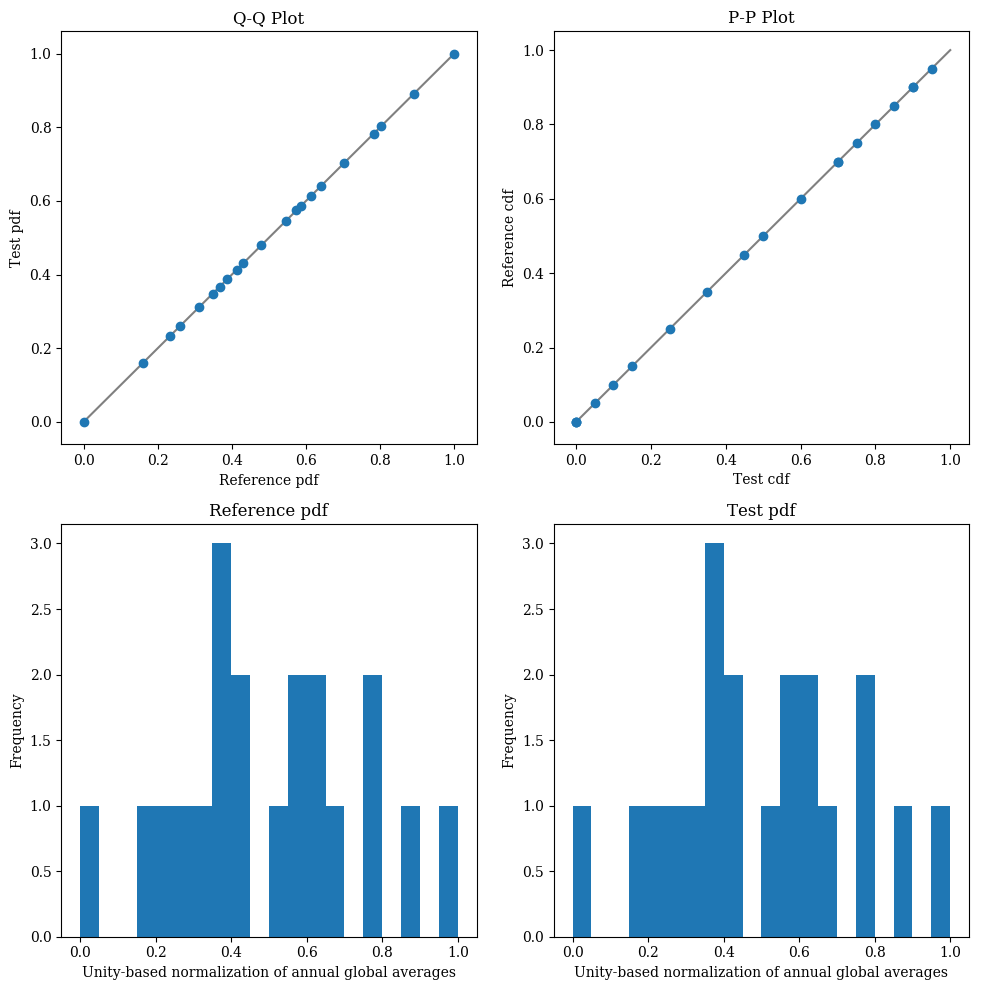 Q-Q Plot
1.0
0.8
0.6
0.4
0.2
0.0
Test pdf
0.0 0.2 0.4 0.6 0.8 1.0
Reference pdf
P-P Plot
1.0
0.8
0.6
0.4
0.2
0.0
Reference cdf
0.0 0.2 0.4 0.6 0.8 1.0
Test cdf
Reference pdf
3.0
2.5
2.0
1.5
1.0
0.5
0.0
Frequency
0.0 0.2 0.4 0.6 0.8 1.0
Unity-based normalization of annual global averages
Test pdf
3.0
2.5
2.0
1.5
1.0
0.5
0.0
Frequency
0.0 0.2 0.4 0.6 0.8 1.0
Unity-based normalization of annual global averages